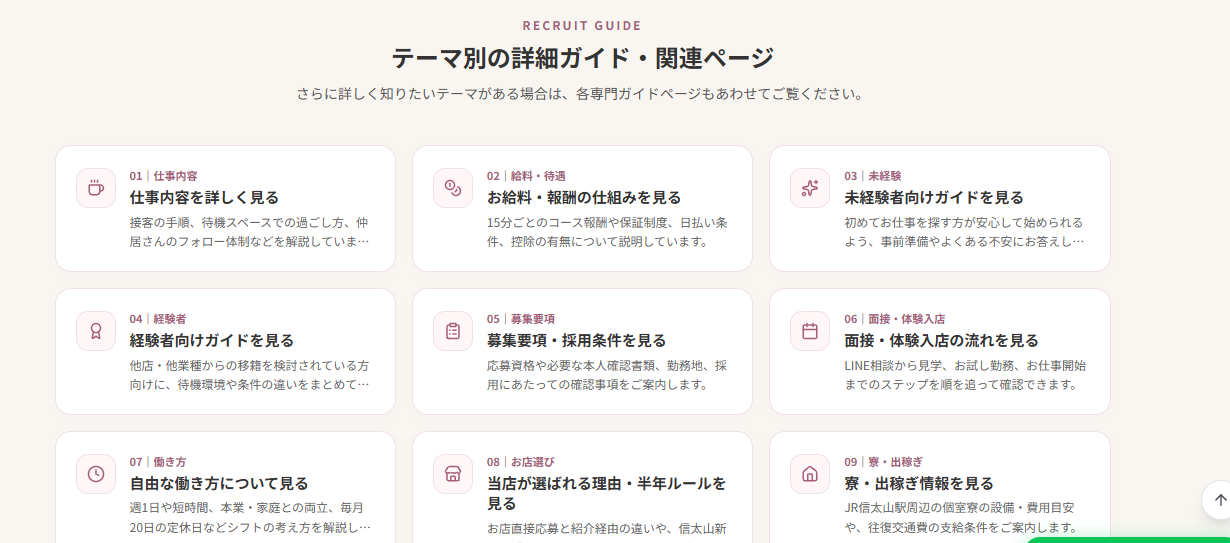 RECRUIT GUIDE
テーマ別の詳細ガイド・関連ページ
さらに詳しく知りたいテーマがある場合は、各専門ガイドページもあわせてご覧ください。
01｜仕事内容
仕事内容を詳しく見る
接客の手順、待機スペースでの過ごし方、仲
居さんのフォロー体制などを解説していま…
02｜給料・待遇
お給料・報酬の仕組みを見る
15分ごとのコース報酬や保証制度、日払い条
件、控除の有無について説明しています。
03｜未経験
未経験者向けガイドを見る
初めてお仕事を探す方が安心して始められる
よう、事前準備やよくある不安にお答えし…
04｜経験者
経験者向けガイドを見る
他店・他業種からの移籍を検討されている方
向けに、待機環境や条件の違いをまとめて…
05｜募集要項
募集要項・採用条件を見る
応募資格や必要な本人確認書類、勤務地、採
用にあたっての確認事項をご案内します。
06｜面接・体験入店
面接・体験入店の流れを見る
LINE相談から見学、お試し勤務、お仕事開始
までのステップを順を追って確認できます。
07｜働き方
自由な働き方について見る
週1日や短時間、本業・家庭との両立、毎月
20日の定休日などシフトの考え方を解説し…
08｜お店選び
当店が選ばれる理由・半年ルールを
見る
お店直接応募と紹介経由の違いや、信太山新
09｜寮・出稼ぎ
寮・出稼ぎ情報を見る
JR信太山駅周辺の個室寮の設備・費用目安
や、往復交通費の支給条件をご案内します。